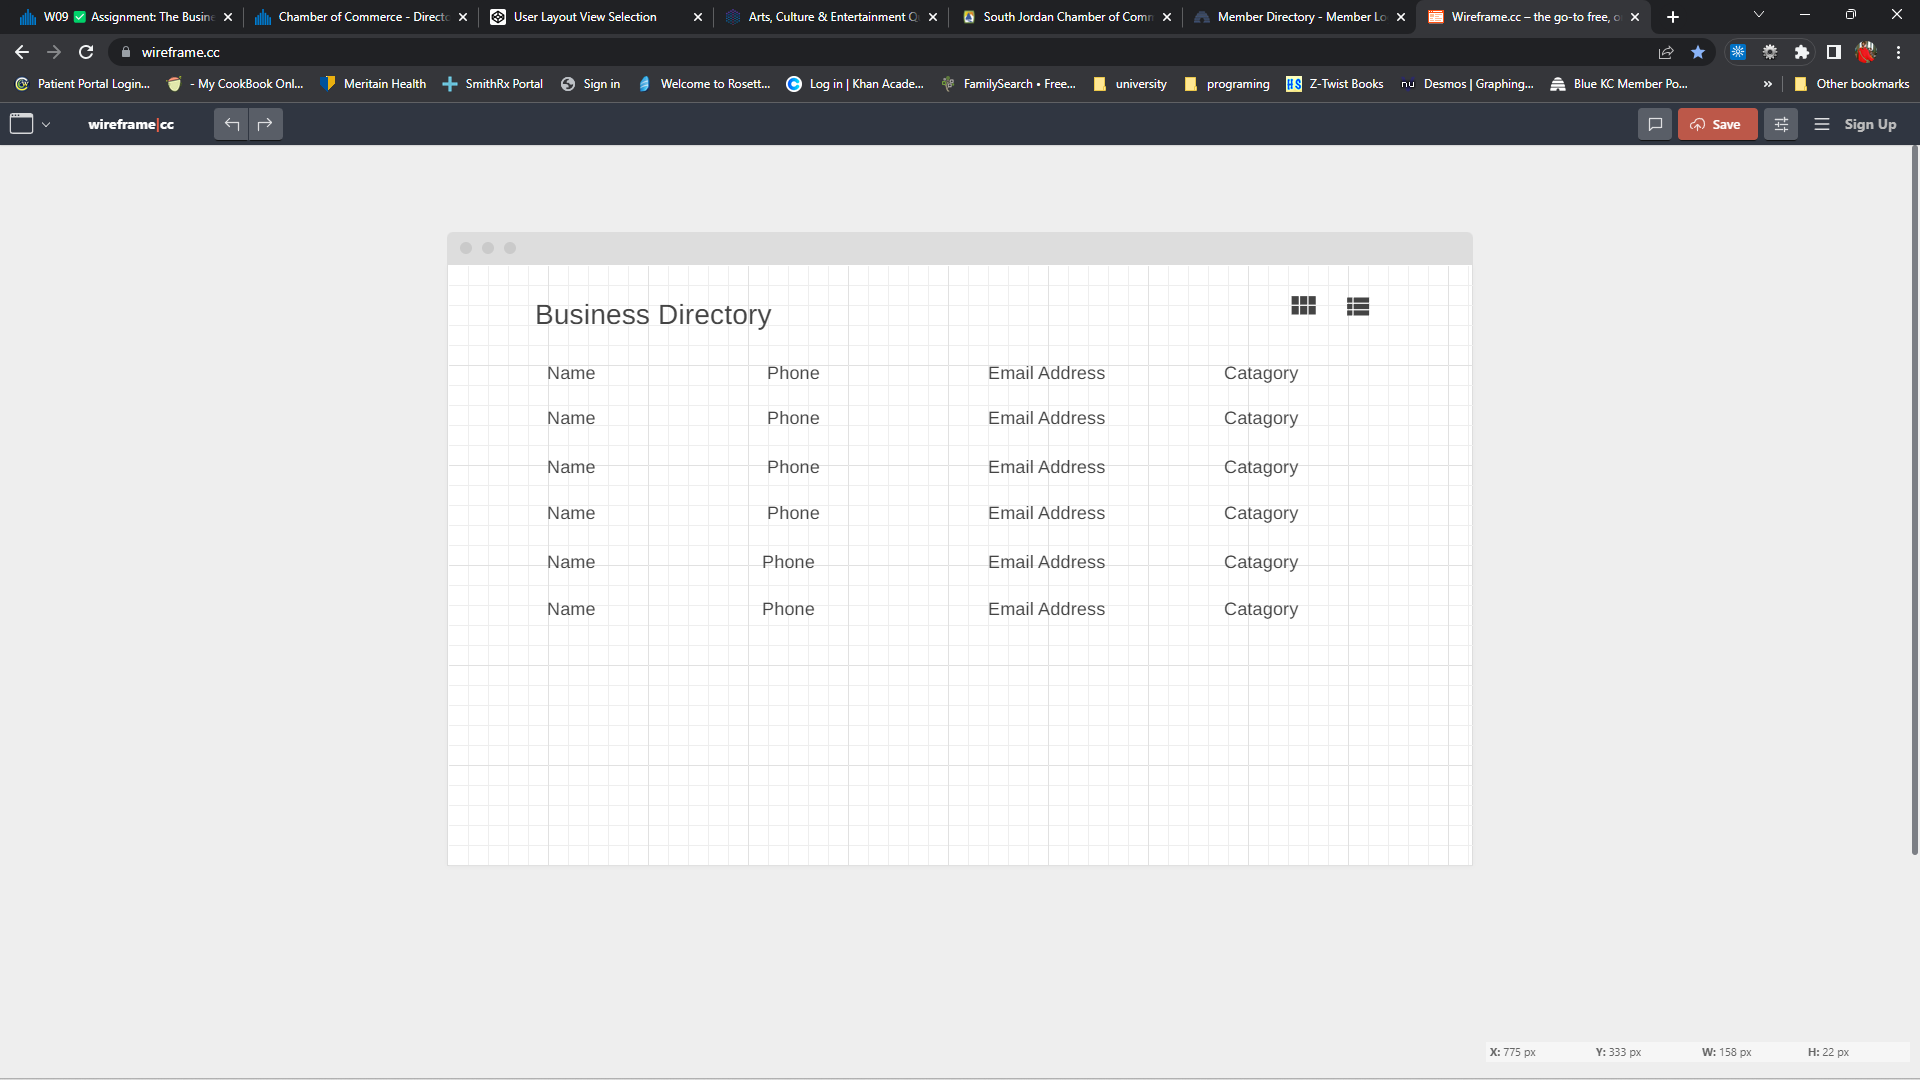 W09 ✅ Assignment: The Busine
Chamber of Commerce - Directo
User Layout View Selection
Arts, Culture & Entertainment Q
South Jordan Chamber of Comm
Member Directory - Member Lo
Wireframe.cc – the go-to free, o
wireframe.cc
Patient Portal Login...
- My CookBook Onl...
Meritain Health
SmithRx Portal
Sign in
Welcome to Rosett...
Log in | Khan Acade...
FamilySearch • Free...
university
programing
HS Z-Twist Books
nu Desmos | Graphing...
Blue KC Member Po...
»
Other bookmarks
wireframe|cc
Save
Sign Up
Business Directory
Name Phone Email Address Catagory
Name Phone Email Address Catagory
Name Phone Email Address Catagory
Name Phone Email Address Catagory
Name Phone Email Address Catagory
Name Phone Email Address Catagory
X: 775 px Y: 333 px W: 158 px H: 22 px